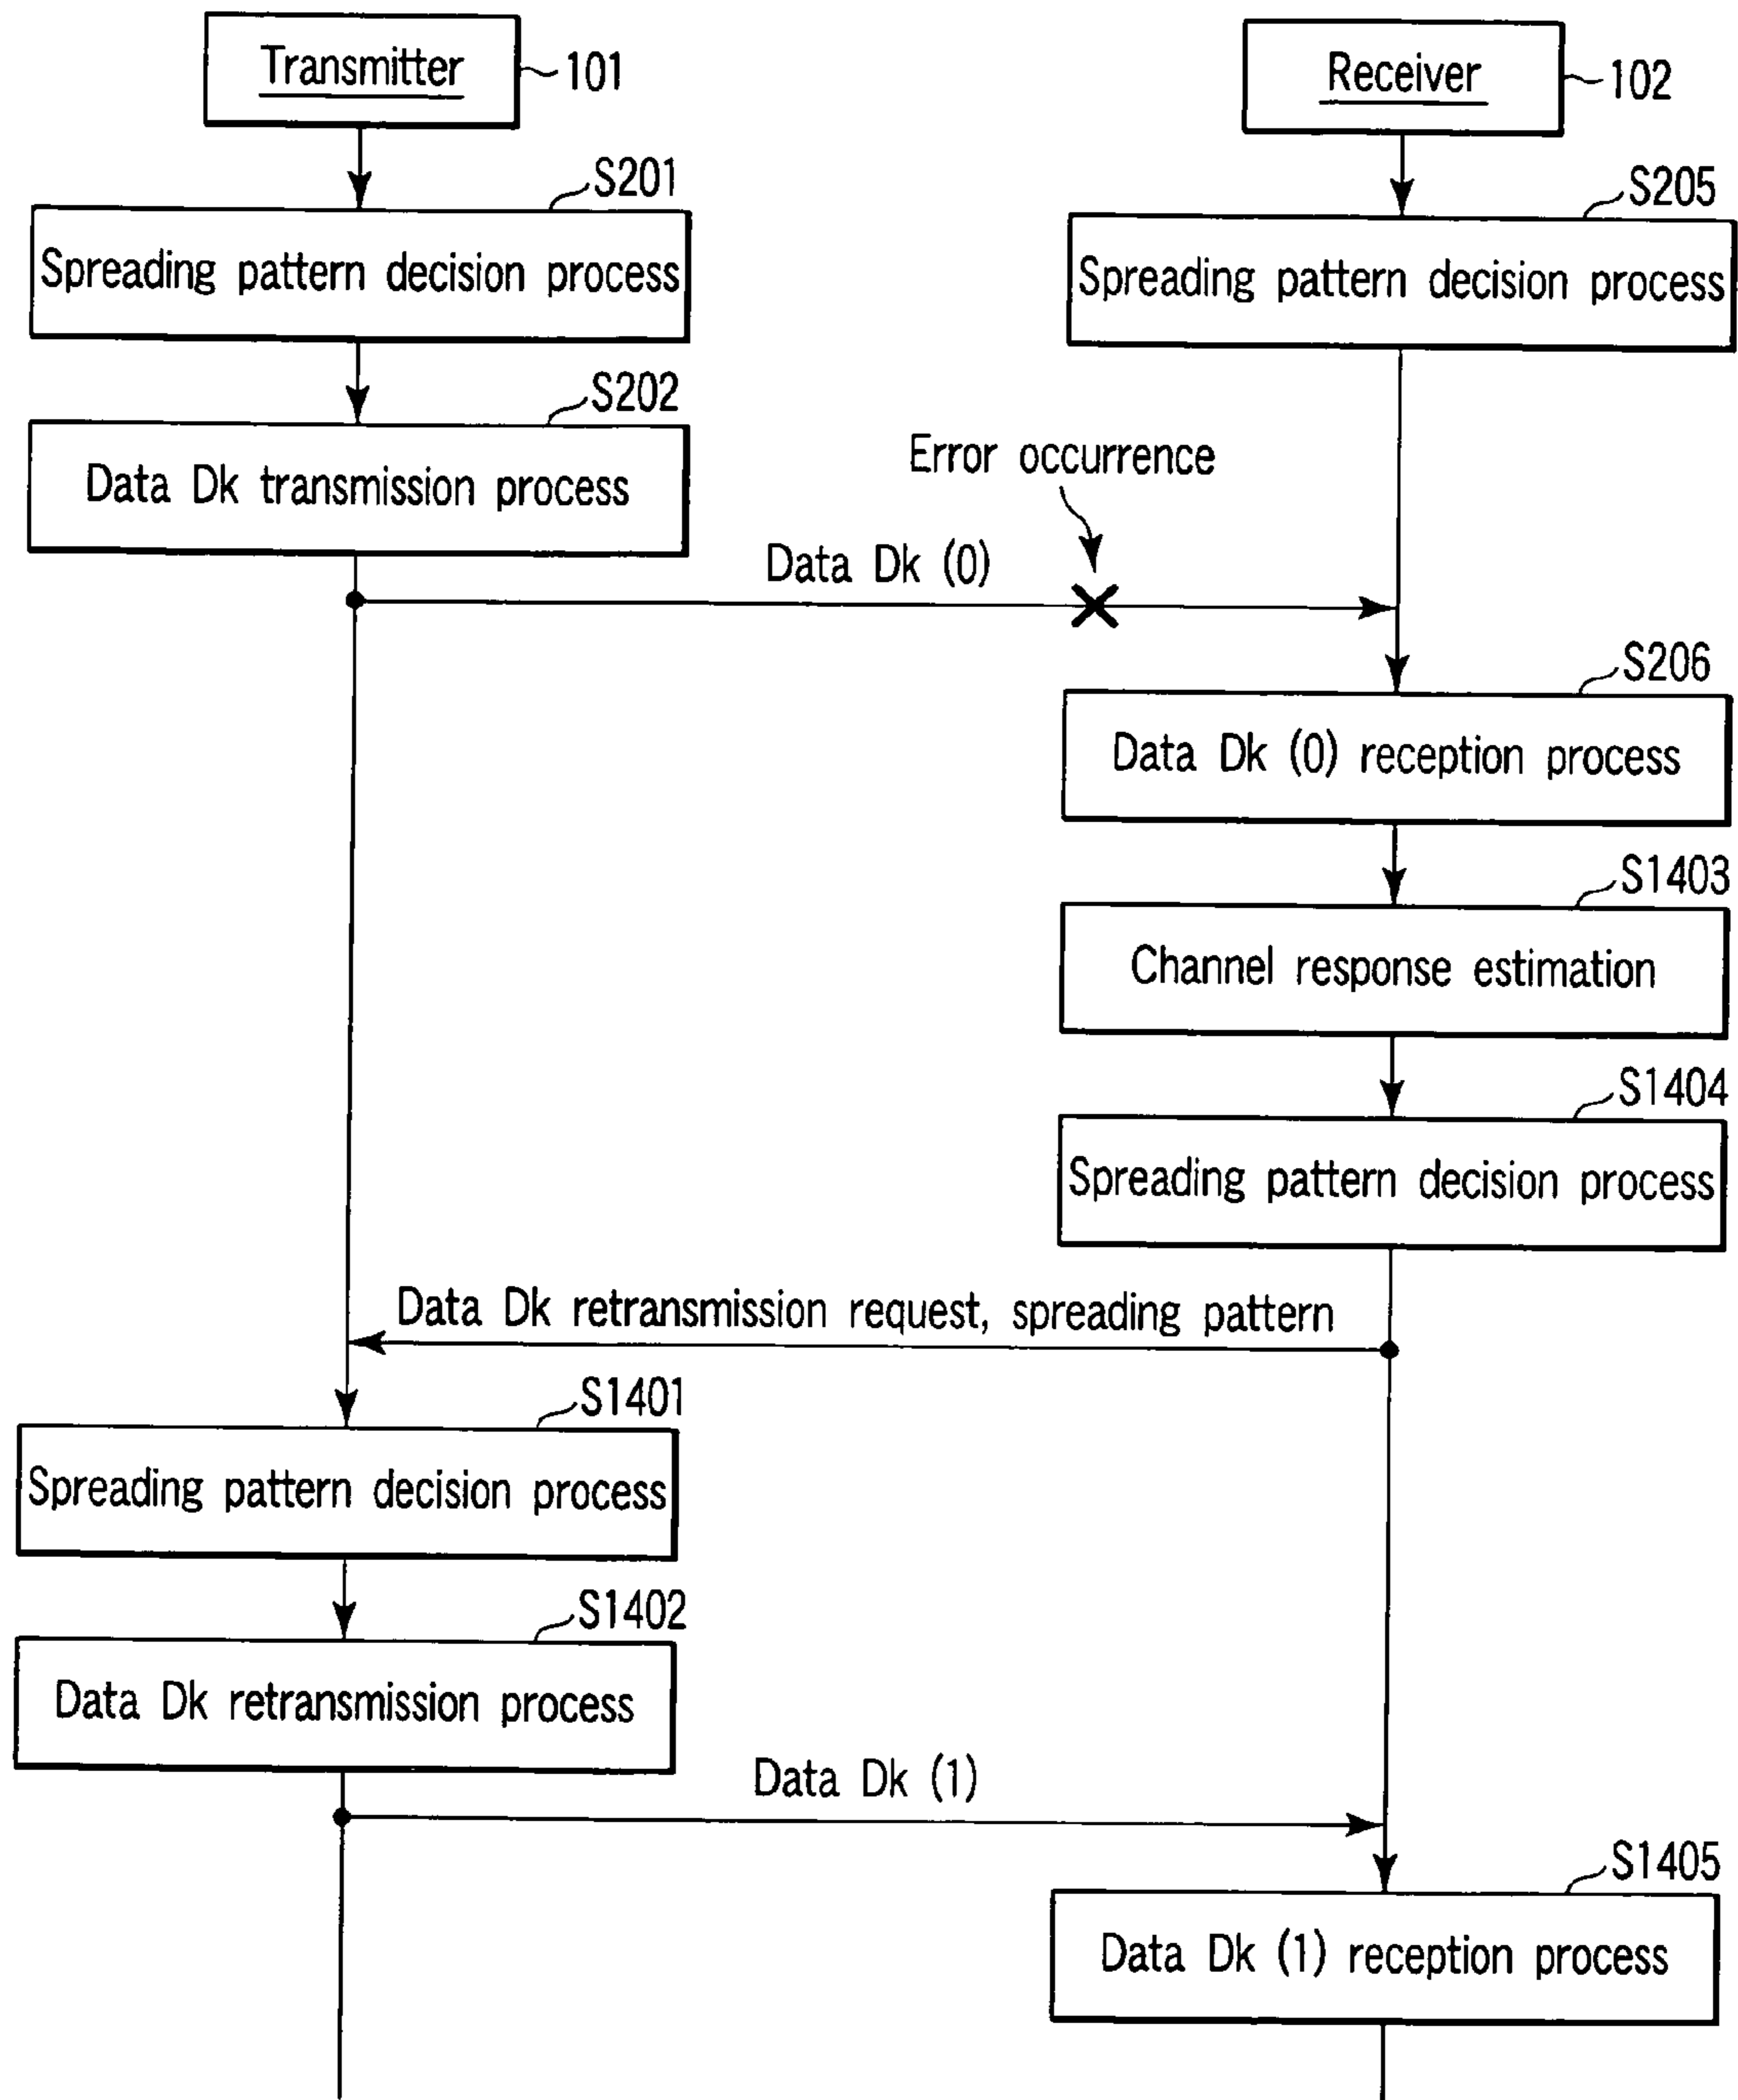 Transmitter
101
Receiver
102
S201
Spreading pattern decision process
S205
Spreading pattern decision process
S202
Data Dk transmission process
Error occurrence
Data Dk (0)
S206
Data Dk (0) reception process
S1403
Channel response estimation
S1404
Spreading pattern decision process
Data Dk retransmission request, spreading pattern
S1401
Spreading pattern decision process
S1402
Data Dk retransmission process
Data Dk (1)
S1405
Data Dk (1) reception process